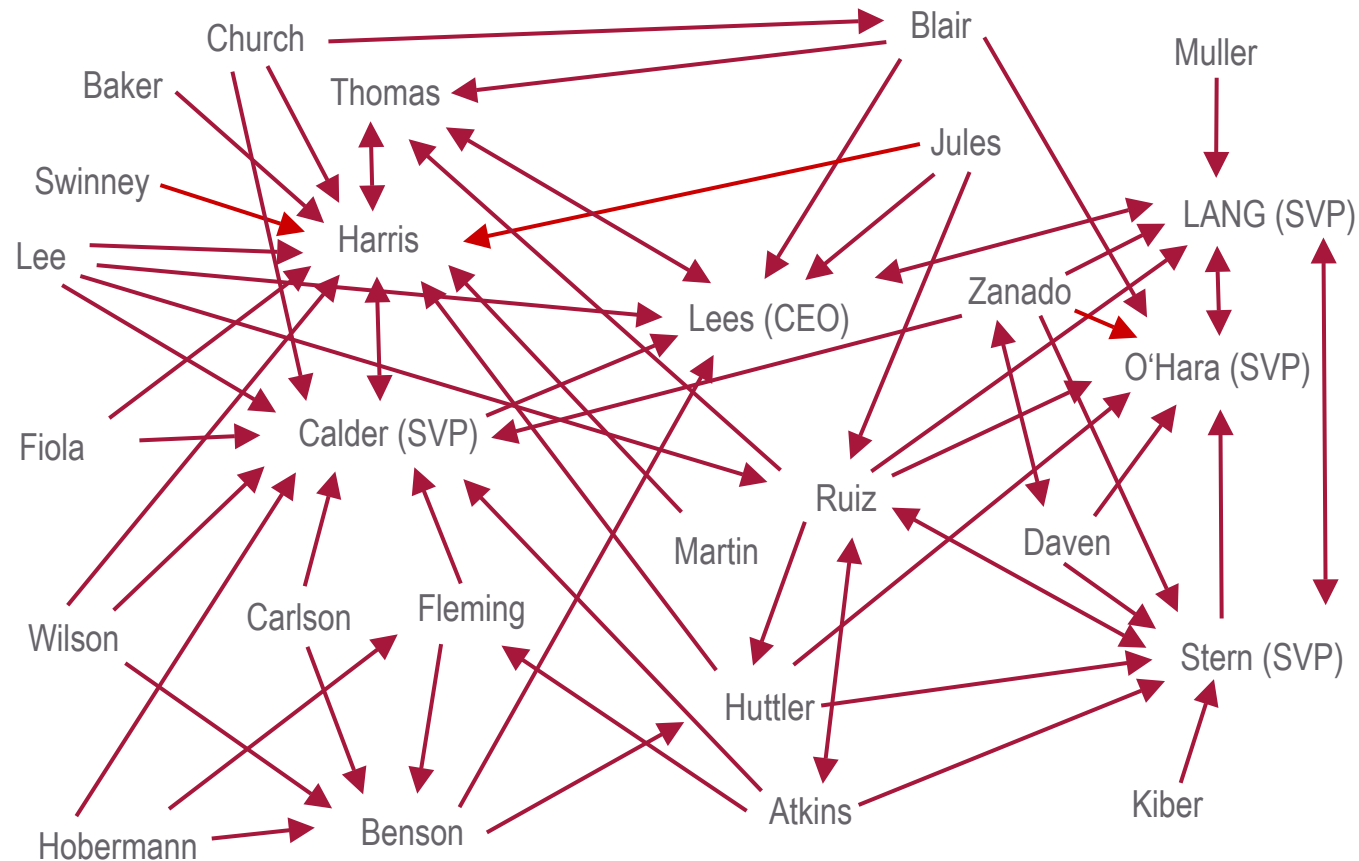 Church
Blair
Muller
Baker
Thomas
Jules
Swinney
LANG (SVP)
Harris
Lee
Zanado
Lees (CEO)
O‘Hara (SVP)
Calder (SVP)
Fiola
Ruiz
Martin
Daven
Fleming
Carlson
Wilson
Stern (SVP)
Huttler
Atkins
Kiber
Benson
Hobermann